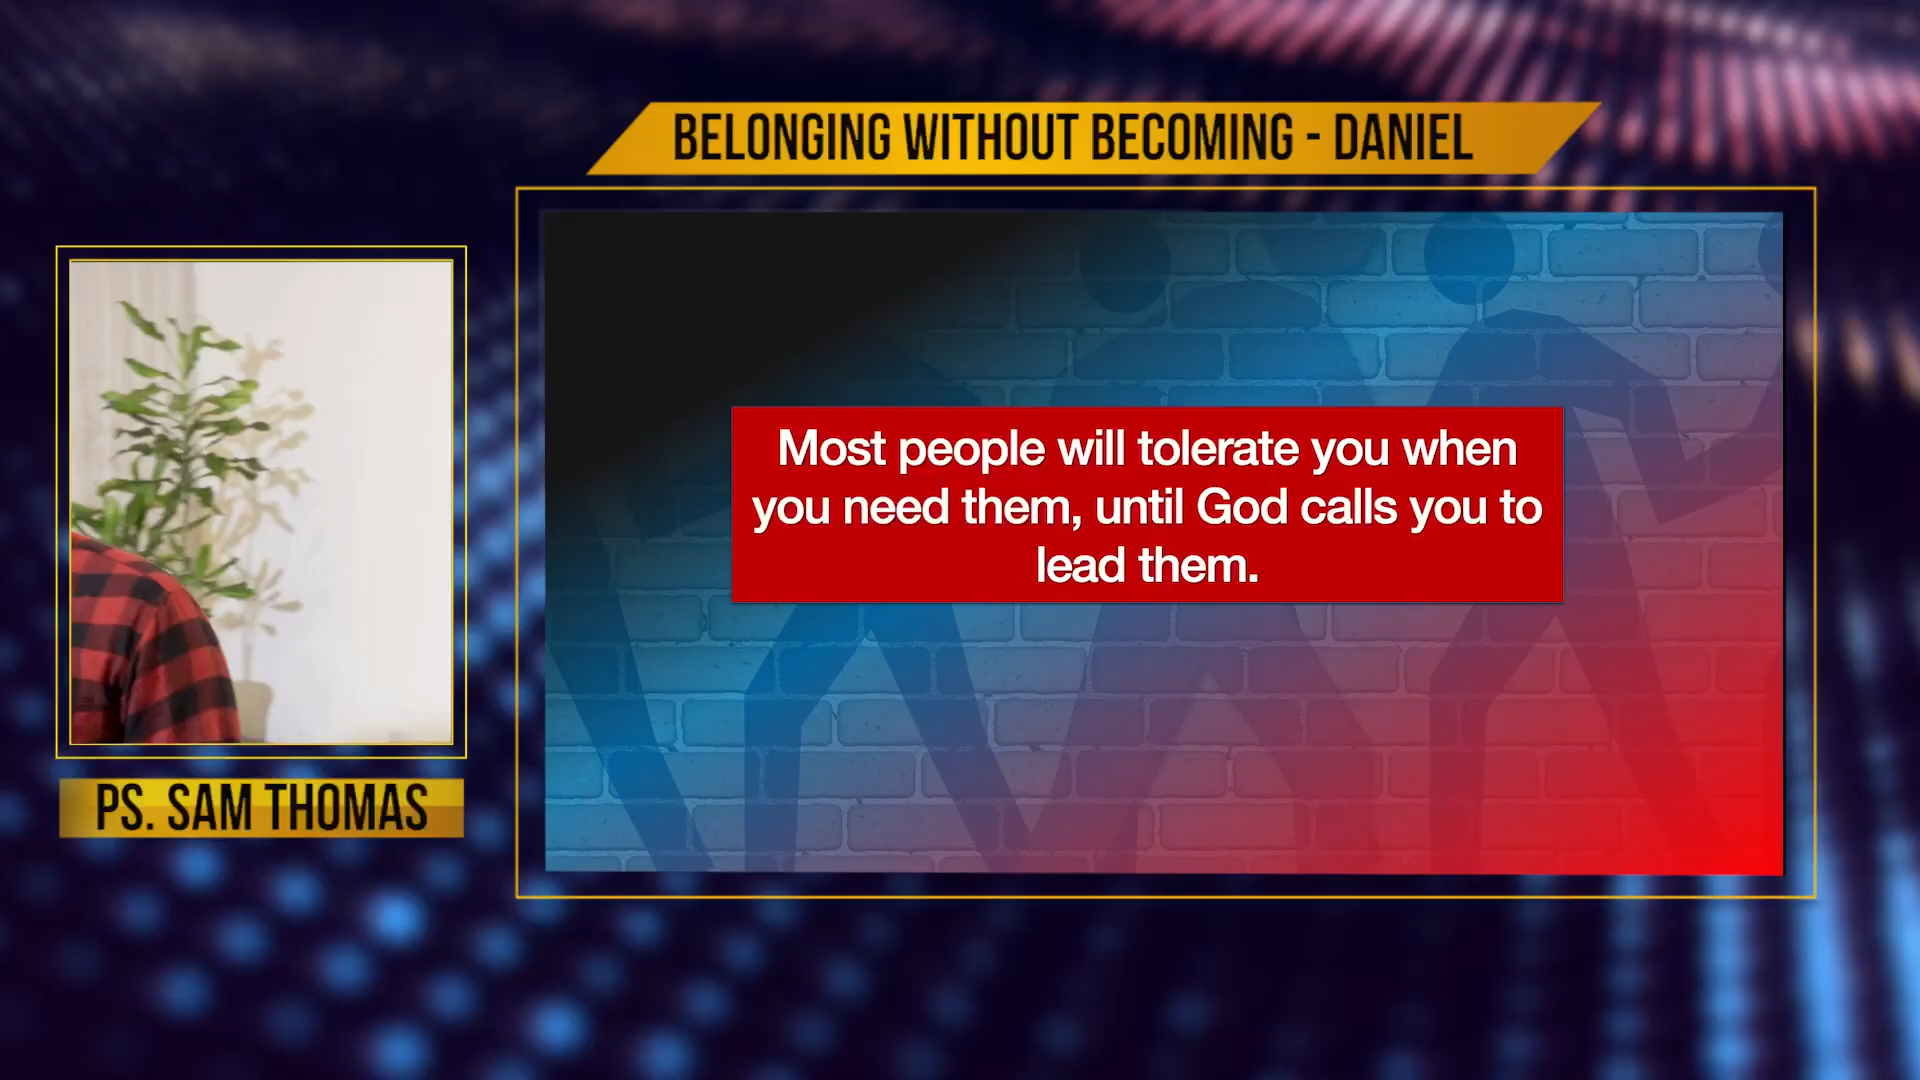 BELONGING WITHOUT BECOMING - DANIEL
Most people will tolerate you when
you need them, until God calls you to
lead them.
PS. SAM THOMAS